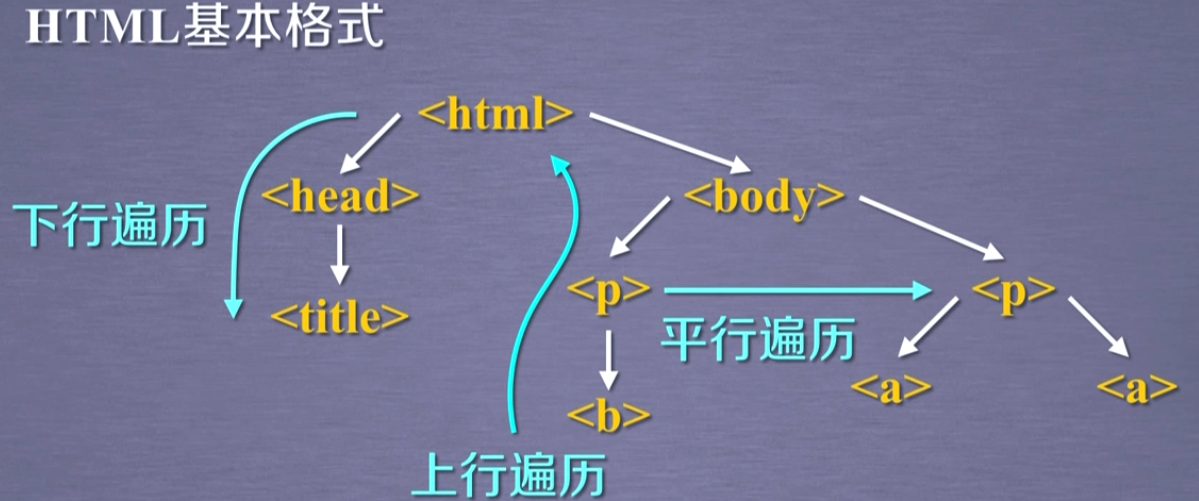 HTML基本格式
<html>
<head>
<body>
下行遍历
<p>
<p>
<title>
平行遍历
<a>
<a>
<b>
上行遍历